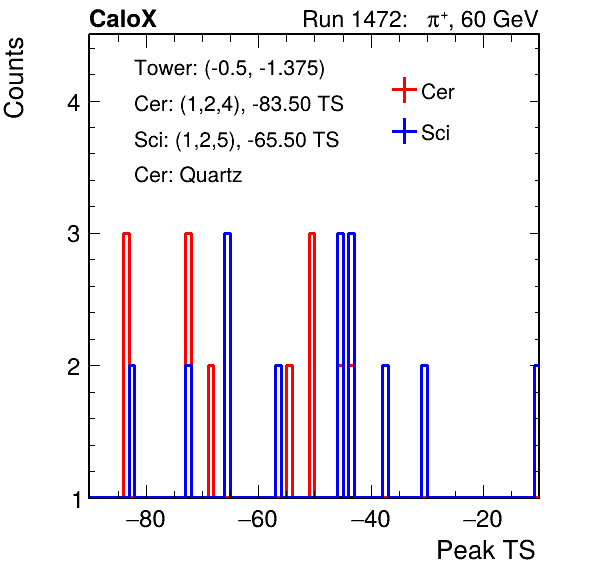 CaloX Run 1472: π⁺, 60 GeV
Counts
Tower: (-0.5, -1.375)
Cer: (1,2,4), -83.50 TS
Sci: (1,2,5), -65.50 TS
Cer: Quartz
Cer
Sci
4
3
2
1
−80 −60 −40 −20
Peak TS